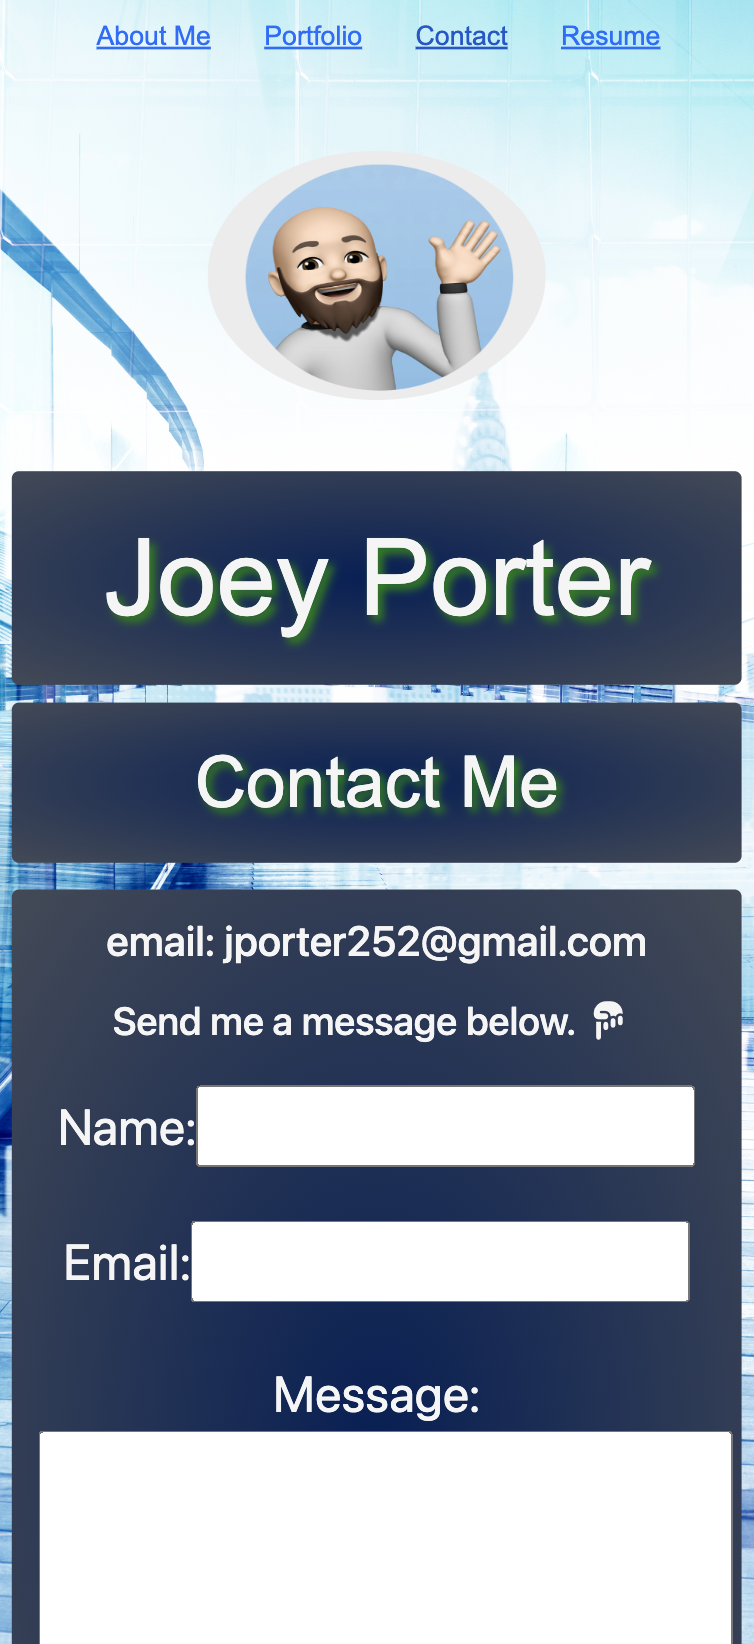 About Me Portfolio Contact Resume
Joey Porter
Contact Me
email: jporter252@gmail.com
Send me a message below.
Name:
Email:
Message: